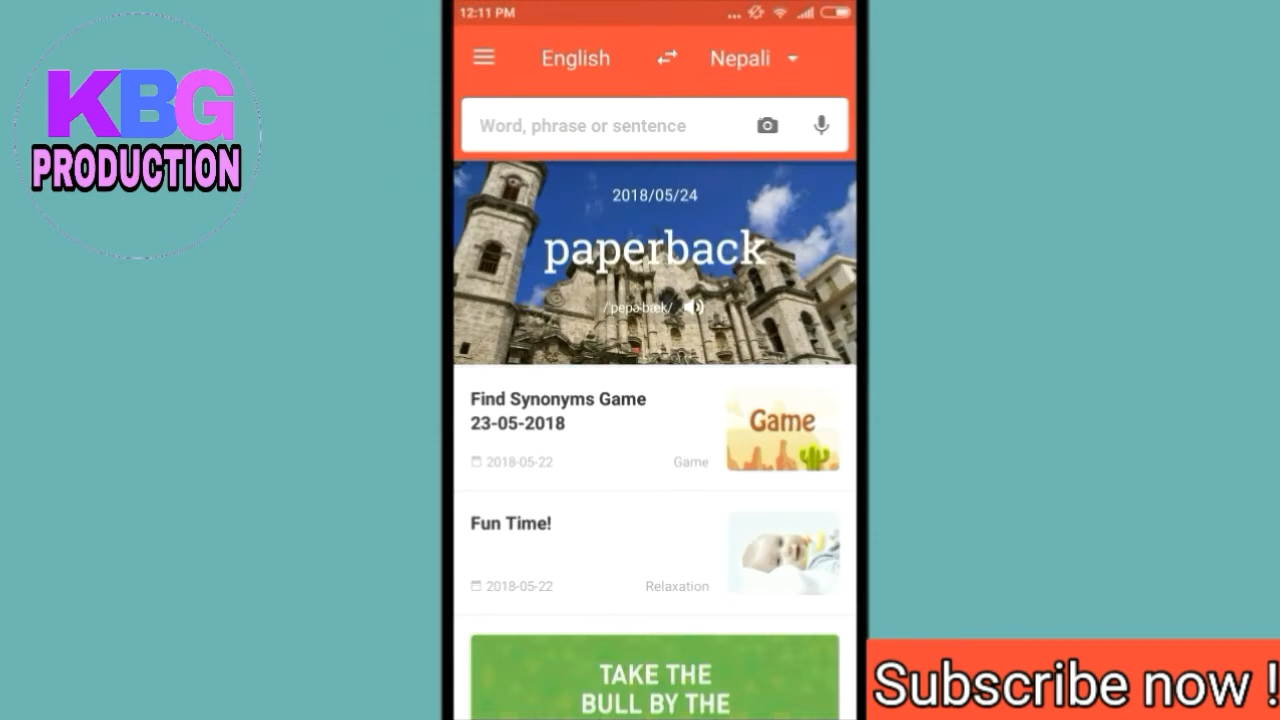 KBG
PRODUCTION
12:11 PM
English
Nepali
Word, phrase or sentence
2018/05/24
paperback
Find Synonyms Game
23-05-2018
2018-05-22
Game
Game
Fun Time!
2018-05-22
Relaxation
TAKE THE
BULL BY THE
Subscribe now !